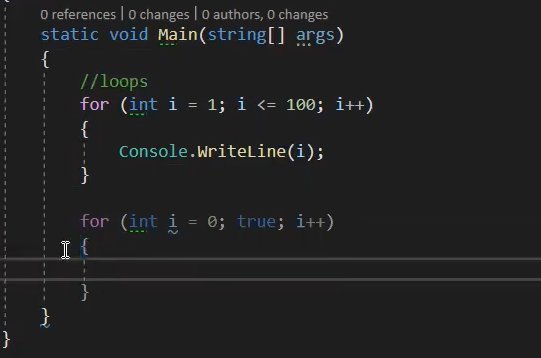 0 references | 0 changes | 0 authors, 0 changes
static void Main(string[] args)
{
//loops
for (int i = 1; i <= 100; i++)
{
Console.WriteLine(i);
}
for (int i = 0; true; i++)
{
}
}
}